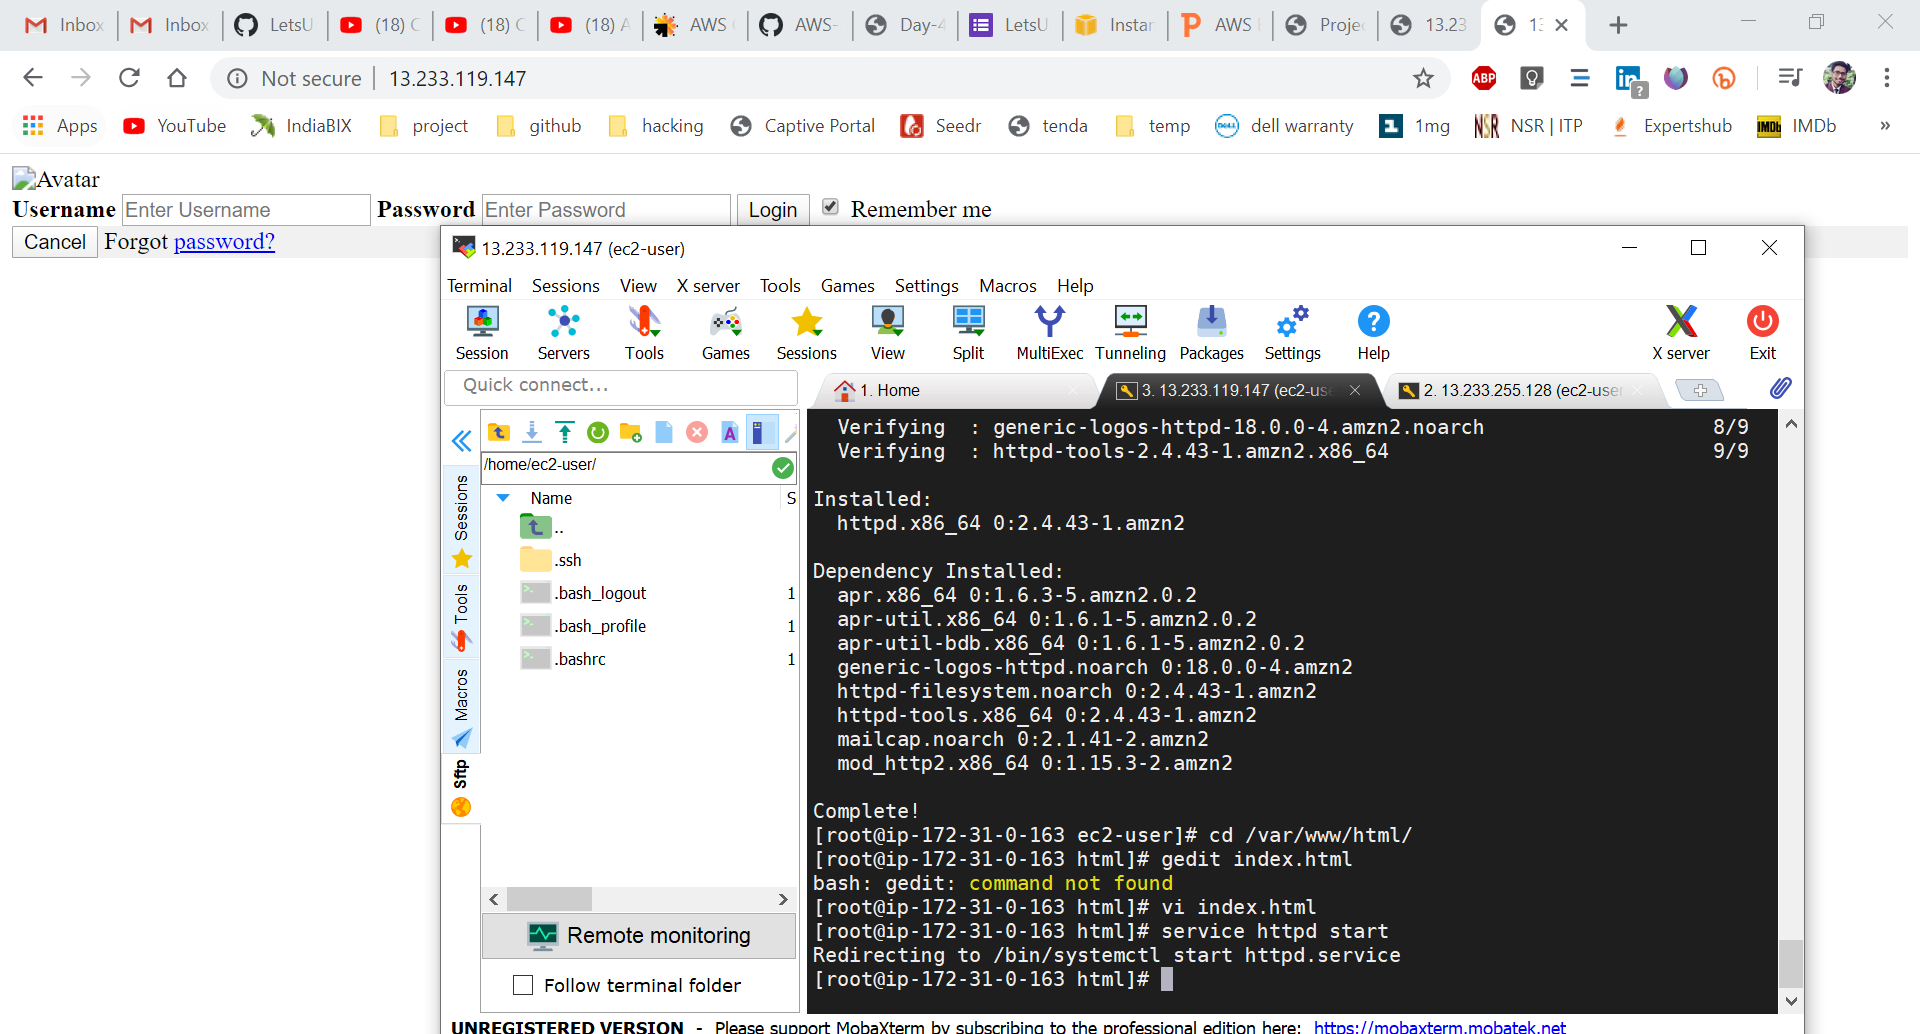 Inbox
Inbox
LetsU
(18) C
(18) C
(18) A
AWS
AWS-
Day-4
LetsU
Instar
AWS
Projec
13.23
Not secure 13.233.119.147
ABP
in
?
Apps YouTube IndiaBIX project github hacking Captive Portal Seedr tenda temp dell warranty 1mg NSR | ITP Expertshub IMDb »
Avatar
Username Enter Username Password Enter Password Login Remember me
Cancel Forgot password?
13.233.119.147 (ec2-user)
Terminal Sessions View X server Tools Games Settings Macros Help
Session Servers Tools Games Sessions View Split MultiExec Tunneling Packages Settings Help X server Exit
Quick connect...
1. Home
3. 13.233.119.147 (ec2-use
2. 13.233.255.128 (ec2-user
/home/ec2-user/
Name S
..
.ssh
.bash_logout 1
.bash_profile 1
.bashrc 1
Sessions
Tools
Macros
Sftp
Remote monitoring
Follow terminal folder
Verifying : generic-logos-httpd-18.0.0-4.amzn2.noarch 8/9
Verifying : httpd-tools-2.4.43-1.amzn2.x86_64 9/9
Installed:
httpd.x86_64 0:2.4.43-1.amzn2
Dependency Installed:
apr.x86_64 0:1.6.3-5.amzn2.0.2
apr-util.x86_64 0:1.6.1-5.amzn2.0.2
apr-util-bdb.x86_64 0:1.6.1-5.amzn2.0.2
generic-logos-httpd.noarch 0:18.0.0-4.amzn2
httpd-filesystem.noarch 0:2.4.43-1.amzn2
httpd-tools.x86_64 0:2.4.43-1.amzn2
mailcap.noarch 0:2.1.41-2.amzn2
mod_http2.x86_64 0:1.15.3-2.amzn2
Complete!
[root@ip-172-31-0-163 ec2-user]# cd /var/www/html/
[root@ip-172-31-0-163 html]# gedit index.html
bash: gedit: command not found
[root@ip-172-31-0-163 html]# vi index.html
[root@ip-172-31-0-163 html]# service httpd start
Redirecting to /bin/systemctl start httpd.service
[root@ip-172-31-0-163 html]#
UNREGISTERED VERSION - Please support MobaXterm by subscribing to the professional edition here: https://mobaxterm.mobatek.net